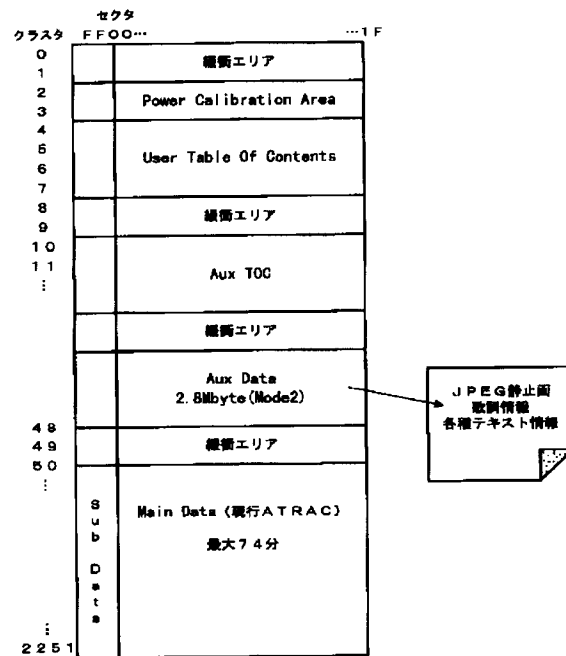 セクタ
クラスタ FF00… …1F
0
1
緩衝エリア
2
3
Power Calibration Area
4
5
6
7
User Table Of Contents
8
9
緩衝エリア
10
11
⋮
Aux TOC
緩衝エリア
Aux Data
2.8Mbyte(Mode2)
JPEG静止画
歌詞情報
各種テキスト情報
48
49
緩衝エリア
50
⋮
Sub Data
Main Data (現行ATRAC)
最大74分
⋮
2251